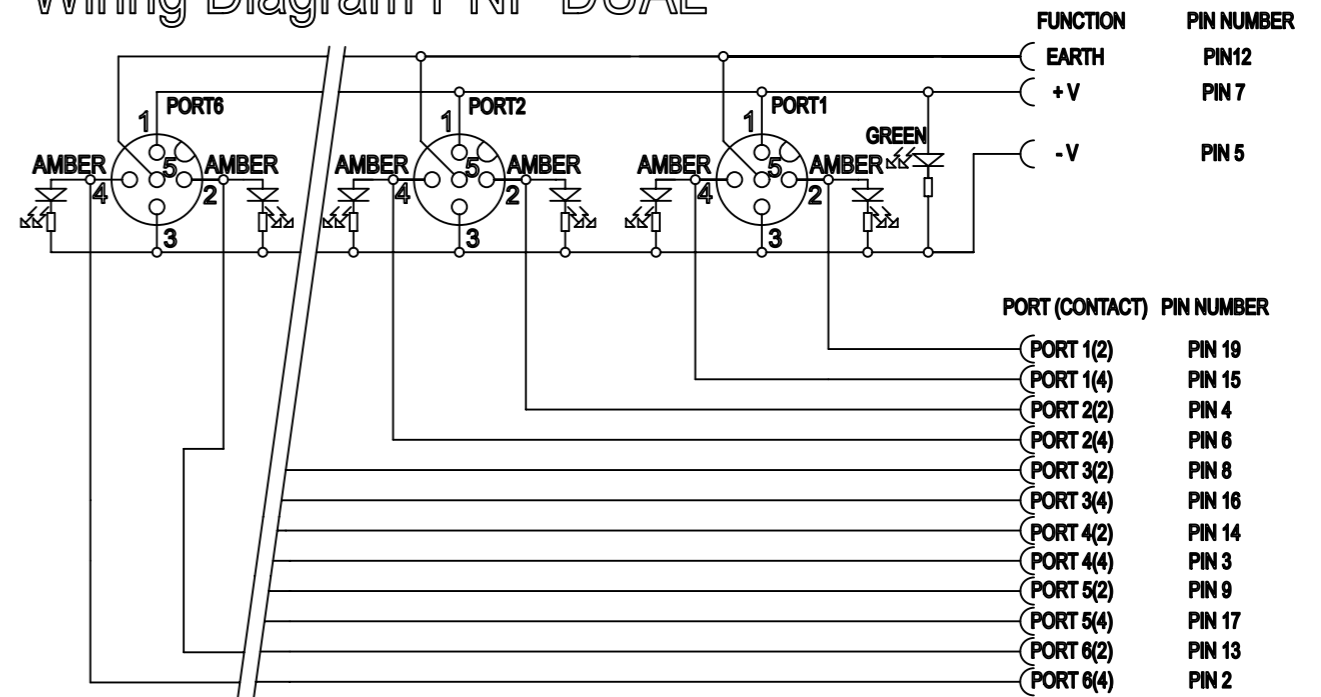 Wiring Diagram PNP DUAL
FUNCTION PIN NUMBER
EARTH PIN12
+ V PIN 7
- V PIN 5
PORT6 PORT2 PORT1
1 1 1
GREEN
AMBER 5 AMBER AMBER 5 AMBER AMBER 5 AMBER
4 2 4 2 4 2
3 3 3
PORT (CONTACT) PIN NUMBER
PORT 1(2) PIN 19
PORT 1(4) PIN 15
PORT 2(2) PIN 4
PORT 2(4) PIN 6
PORT 3(2) PIN 8
PORT 3(4) PIN 16
PORT 4(2) PIN 14
PORT 4(4) PIN 3
PORT 5(2) PIN 9
PORT 5(4) PIN 17
PORT 6(2) PIN 13
PORT 6(4) PIN 2